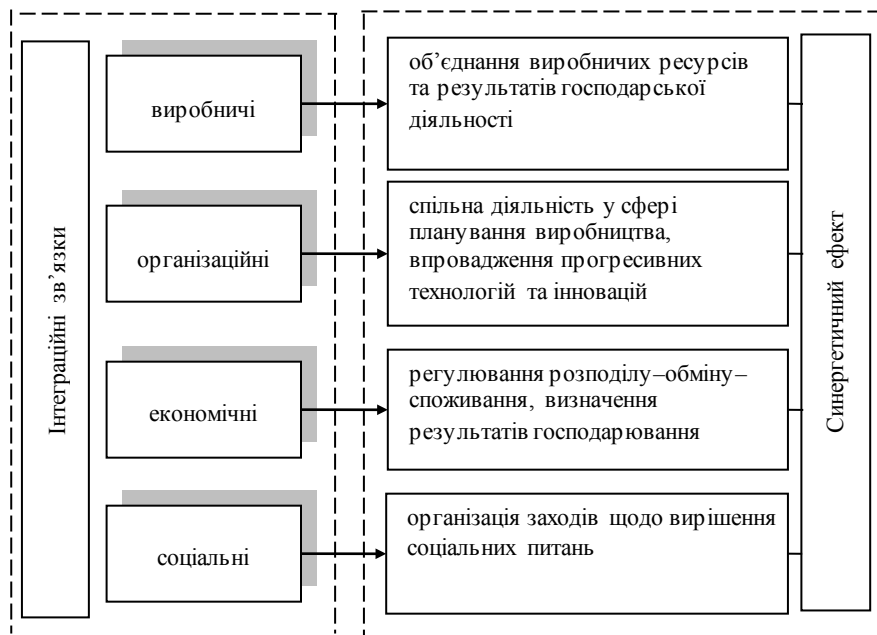 Інтеграційні зв’язки
виробничі
об’єднання виробничих ресурсів
та результатів господарської
діяльності
організаційні
спільна діяльність у сфері
планування виробництва,
впровадження прогресивних
технологій та інновацій
економічні
регулювання розподілу–обміну–
споживання, визначення
результатів господарювання
соціальні
організація заходів щодо вирішення
соціальних питань
Синергетичний ефект